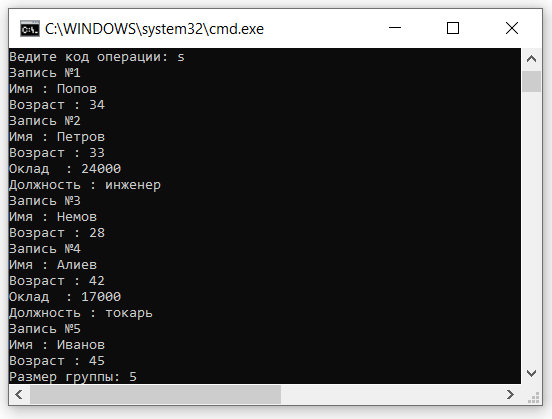 C:\WINDOWS\system32\cmd.exe
Ведите код операции: s
Запись №1
Имя : Попов
Возраст : 34
Запись №2
Имя : Петров
Возраст : 33
Оклад  : 24000
Должность : инженер
Запись №3
Имя : Немов
Возраст : 28
Запись №4
Имя : Алиев
Возраст : 42
Оклад  : 17000
Должность : токарь
Запись №5
Имя : Иванов
Возраст : 45
Размер группы: 5